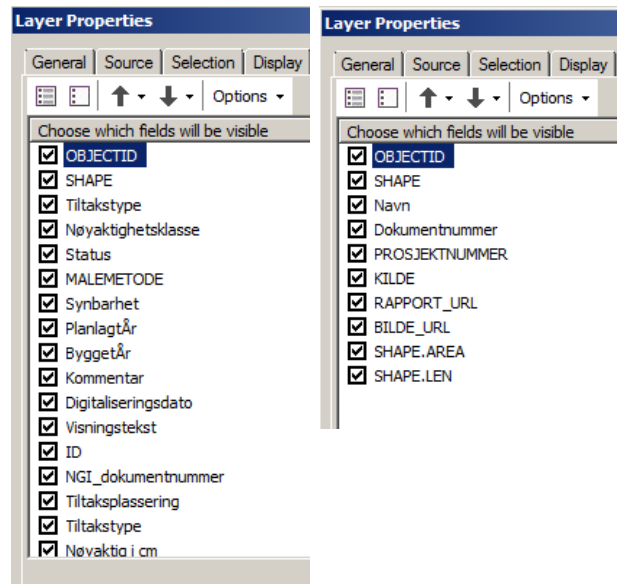 Layer Properties
General Source Selection Display
Options
Choose which fields will be visible
OBJECTID
SHAPE
Tiltakstype
Nøyaktighetsklasse
Status
MALEMETODE
Synbarhet
PlanlagtÅr
ByggetÅr
Kommentar
Digitaliseringsdato
Visningstekst
ID
NGI_dokumentnummer
Tiltaksplassering
Tiltakstype
Nøyaktig i cm
Layer Properties
General Source Selection Display
Options
Choose which fields will be visible
OBJECTID
SHAPE
Navn
Dokumentnummer
PROSJEKTNUMMER
KILDE
RAPPORT_URL
BILDE_URL
SHAPE.AREA
SHAPE.LEN